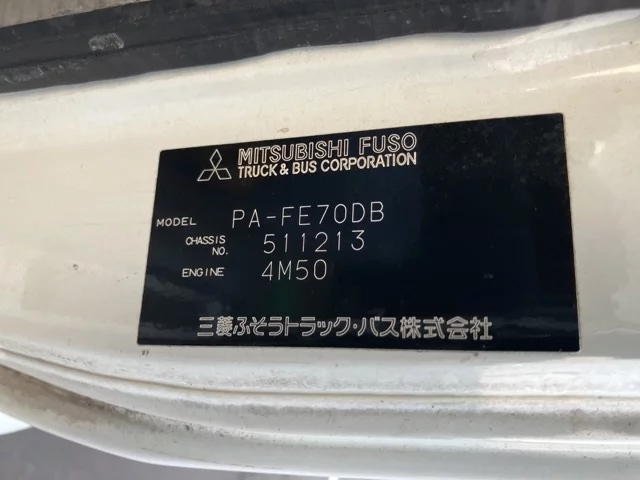 MITSUBISHI FUSO
TRUCK & BUS CORPORATION
MODEL PA-FE70DB
CHASSIS NO. 511213
ENGINE 4M50
三菱ふそうトラック・バス株式会社